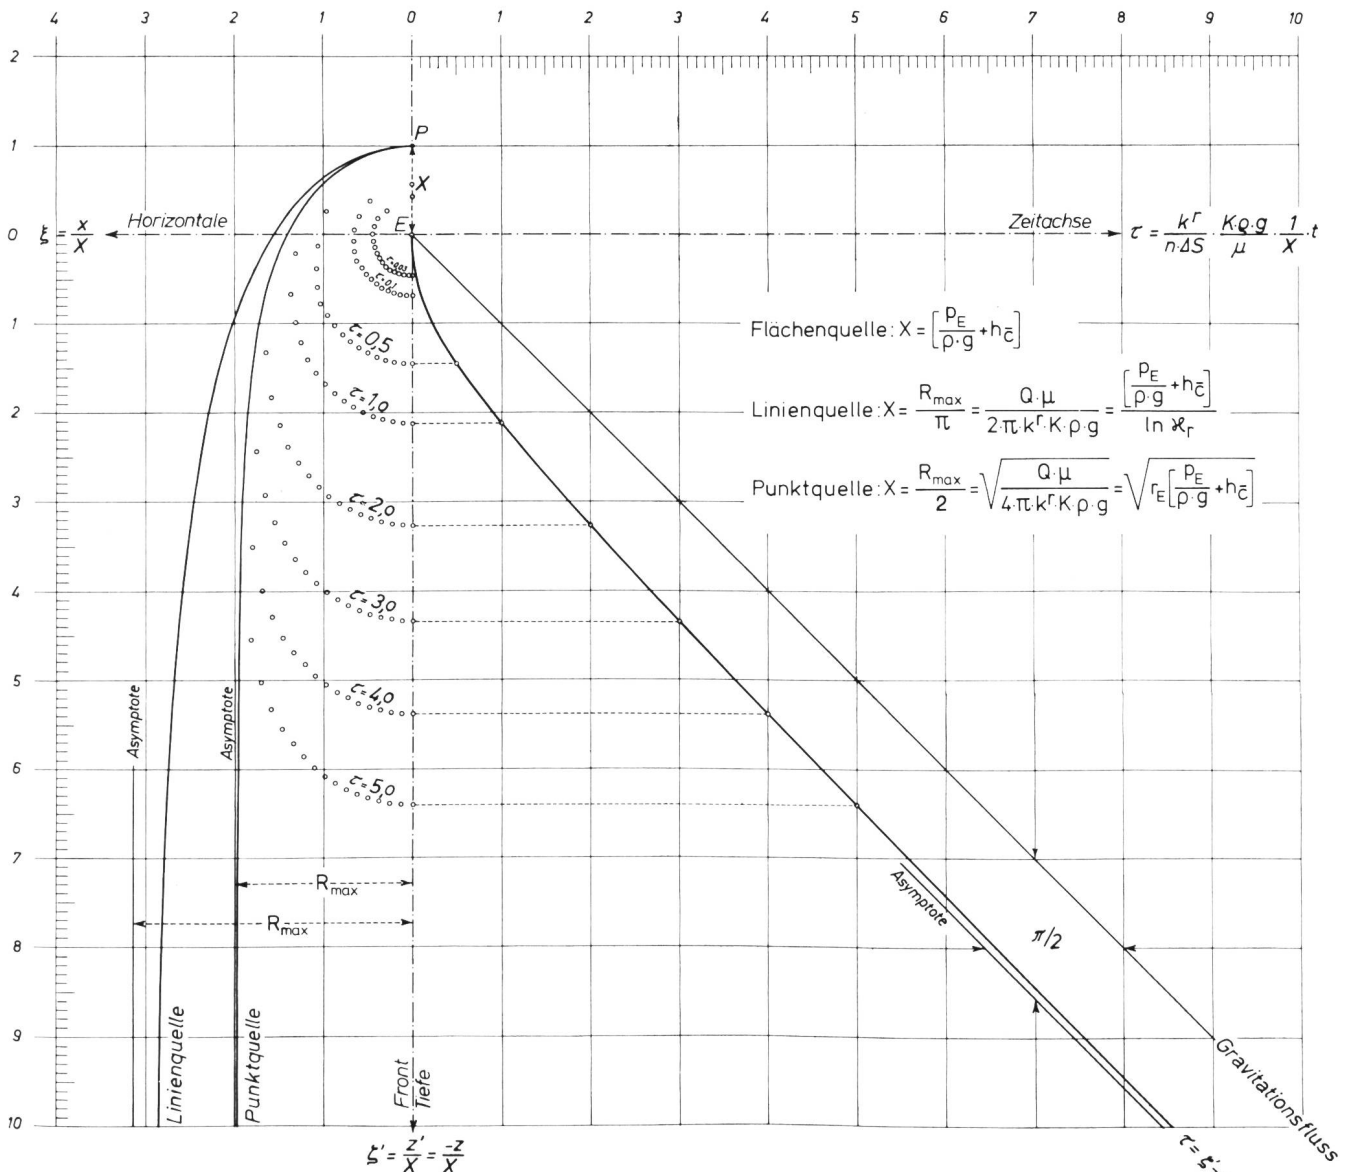 4 3 2 1 0 1 2 3 4 5 6 7 8 9 10
2
1
P
X
0 ξ = x/X Horizontale E Zeitachse τ = k^r/(n·ΔS) · K·ρ·g/μ · 1/X · t
τ=0,03
τ=0,1
Flächenquelle: X = [p_E/(ρ·g) + h_c̄]
1
τ=0,5
Linienquelle: X = R_max/π = Q·μ/(2·π·k^r·K·ρ·g) = [p_E/(ρ·g) + h_c̄]/ln ϰ_r
2
τ=1,0
Punktquelle: X = R_max/2 = √(Q·μ/(4·π·k^r·K·ρ·g)) = √(r_E[p_E/(ρ·g) + h_c̄])
3
τ=2,0
4
τ=3,0
5
τ=4,0
Asymptote
Asymptote
6
τ=5,0
7
R_max
Asymptote
R_max
π/2
8
9
Linienquelle
Punktquelle
Front
Tiefe
Gravitationsfluss
10
ζ' = z'/X = -z/X
τ=ζ'-